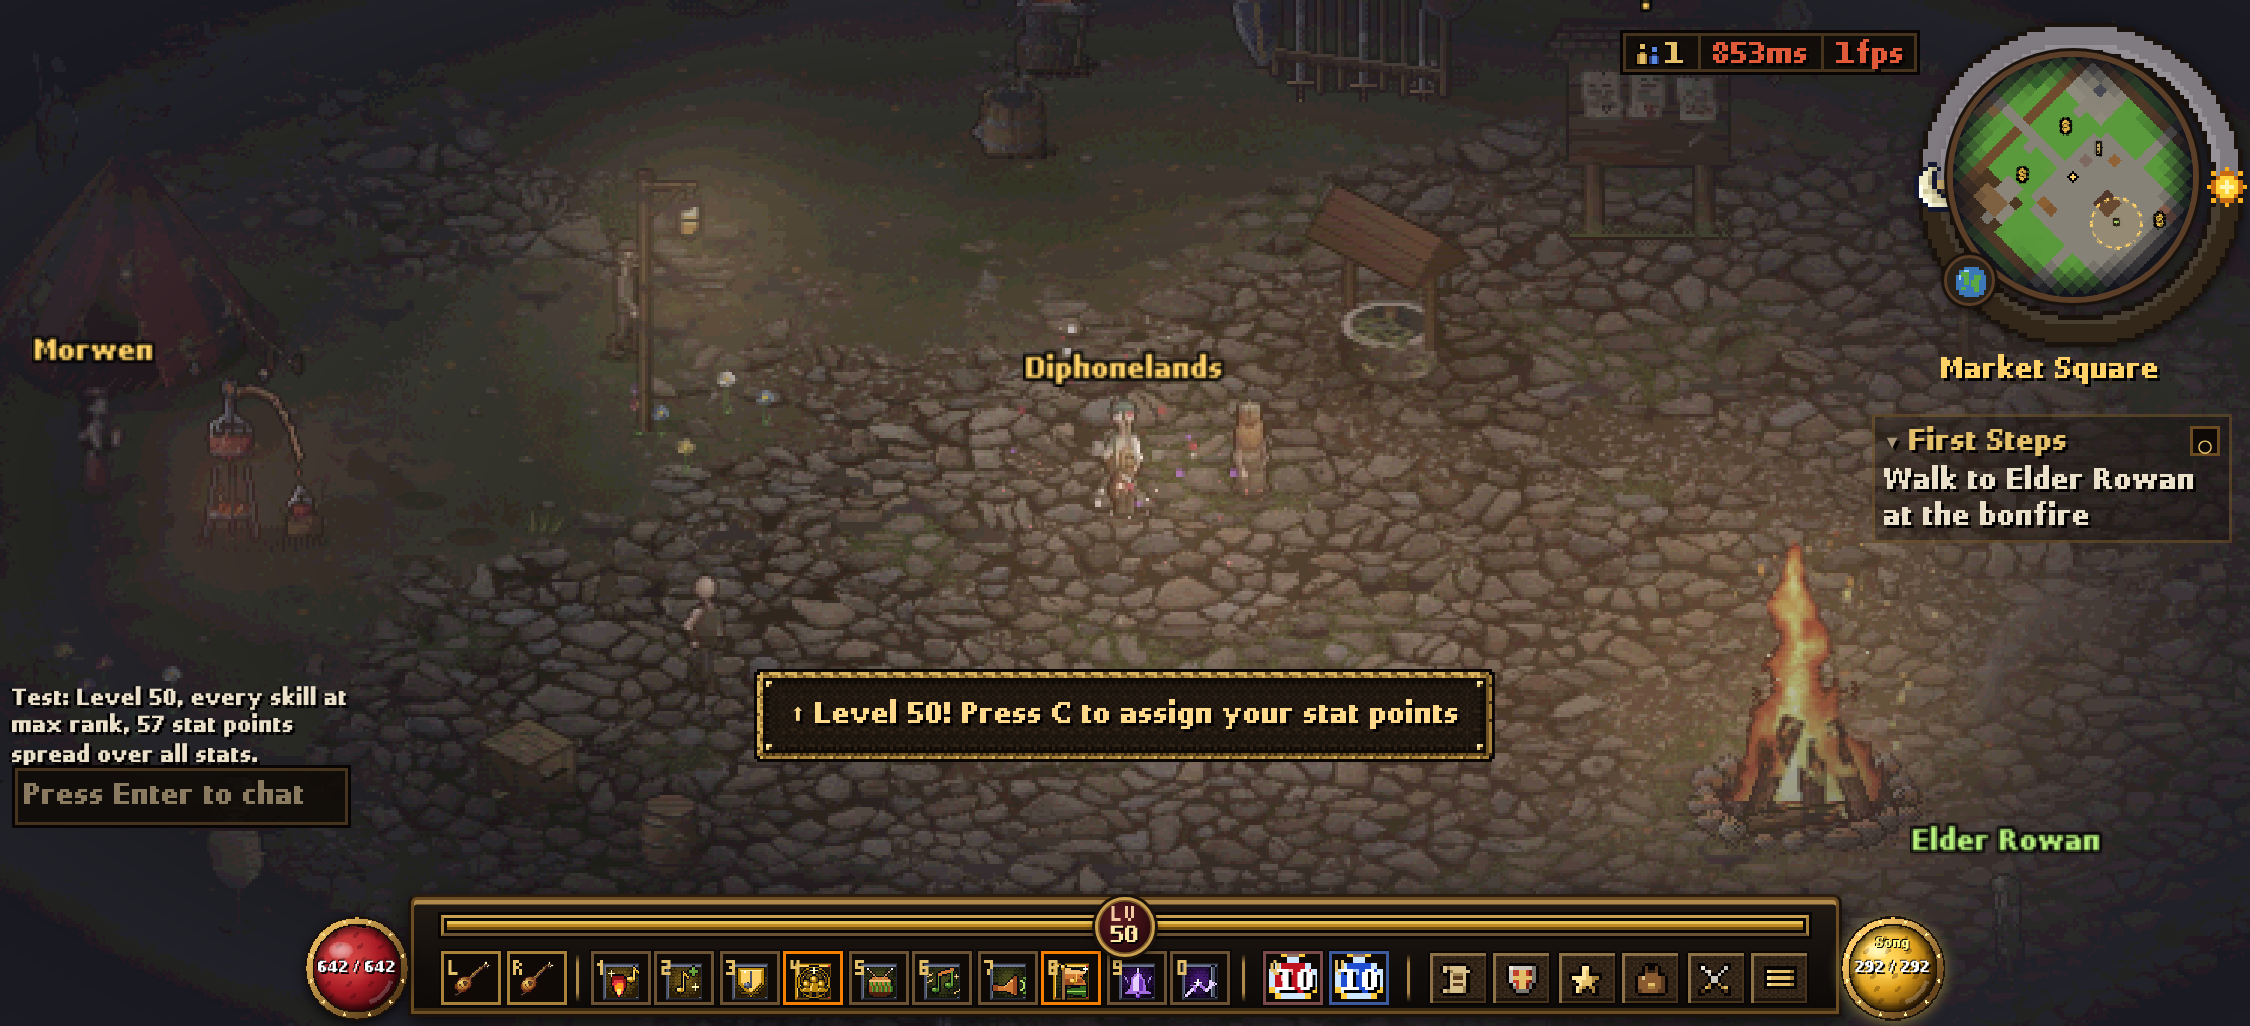 1 853ms 1fps
Morwen
Diphonelands
Market Square
▾ First Steps
Walk to Elder Rowan
at the bonfire
↑ Level 50! Press C to assign your stat points
Test: Level 50, every skill at
max rank, 57 stat points
spread over all stats.
Press Enter to chat
Elder Rowan
LV
50
642 / 642
L R 1 2 3 4 5 6 7 8 9 0 10 10
Song
292 / 292